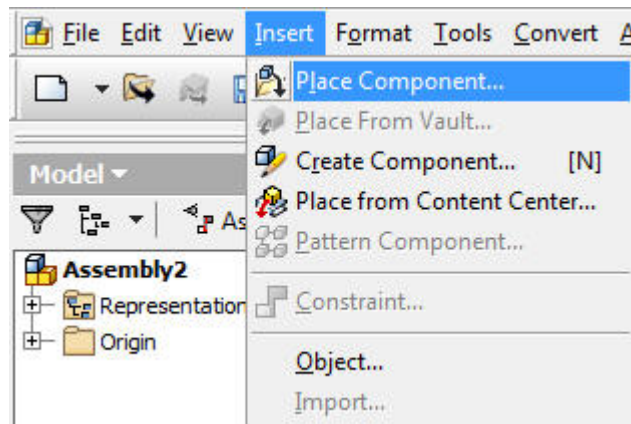 File Edit View Insert Format Tools Convert A
Place Component...
Place From Vault...
Create Component... [N]
Model
Place from Content Center...
As
Pattern Component...
Assembly2
Representation
Constraint...
Origin
Object...
Import...